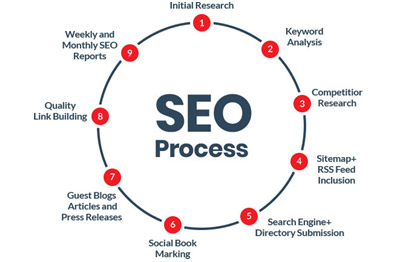 Initial Research
1
Keyword
Analysis
2
Competitior
Research
3
Sitemap+
RSS Feed
Inclusion
4
Search Engine+
Directory Submission
5
Social Book
Marking
6
Guest Blogs
Articles and
Press Releases
7
Quality
Link Building
8
Weekly and
Monthly SEO
Reports
9
SEO
Process